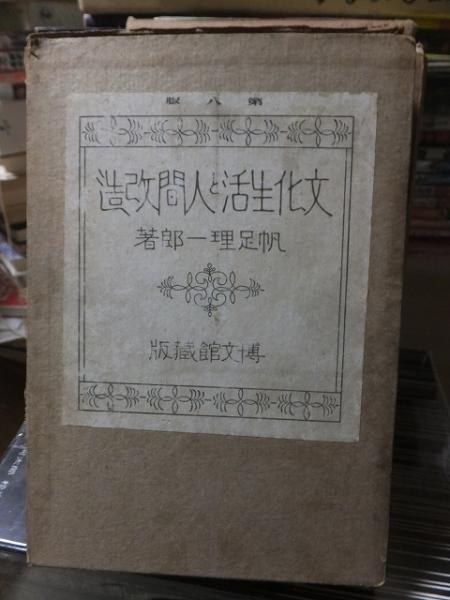 第八版
文化生活と人間改造
帆足理一郎著
博文館藏版